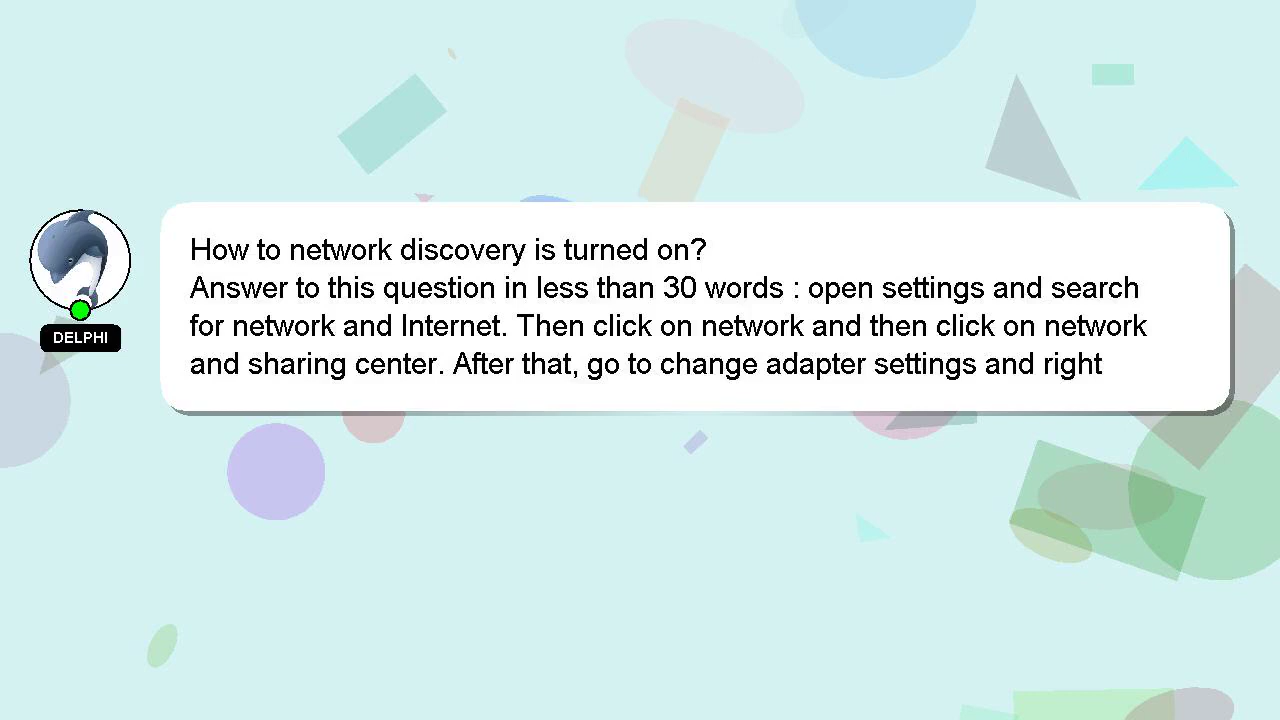 How to network discovery is turned on?
Answer to this question in less than 30 words : open settings and search
for network and Internet. Then click on network and then click on network
and sharing center. After that, go to change adapter settings and right
DELPHI